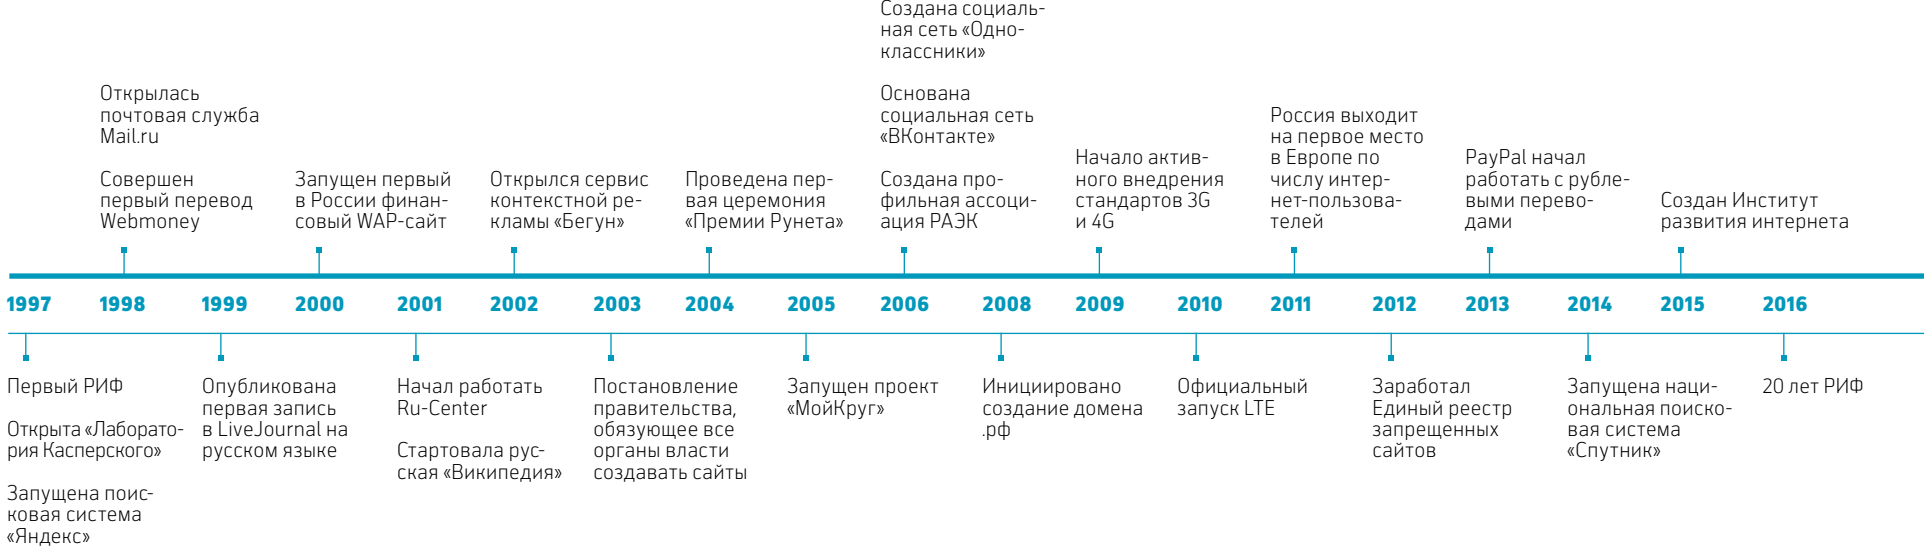 Создана социаль-
ная сеть «Одно-
классники»
Основана
социальная сеть
«ВКонтакте»
Создана про-
фильная ассоци-
ация РАЭК
Открылась
почтовая служба
Mail.ru
Совершен
первый перевод
Webmoney
Запущен первый
в России финан-
совый WAP-сайт
Открылся сервис
контекстной ре-
кламы «Бегун»
Проведена пер-
вая церемония
«Премии Рунета»
Начало актив-
ного внедрения
стандартов 3G
и 4G
Россия выходит
на первое место
в Европе по
числу интер-
нет-пользова-
телей
PayPal начал
работать с рубле-
выми перево-
дами
Создан Институт
развития интернета
1997 1998 1999 2000 2001 2002 2003 2004 2005 2006 2008 2009 2010 2011 2012 2013 2014 2015 2016
Первый РИФ
Открыта «Лаборато-
рия Касперского»
Запущена поис-
ковая система
«Яндекс»
Опубликована
первая запись
в LiveJournal на
русском языке
Начал работать
Ru-Center
Стартовала рус-
ская «Википедия»
Постановление
правительства,
обязующее все
органы власти
создавать сайты
Запущен проект
«МойКруг»
Инициировано
создание домена
.рф
Официальный
запуск LTE
Заработал
Единый реестр
запрещенных
сайтов
Запущена наци-
ональная поиско-
вая система
«Спутник»
20 лет РИФ